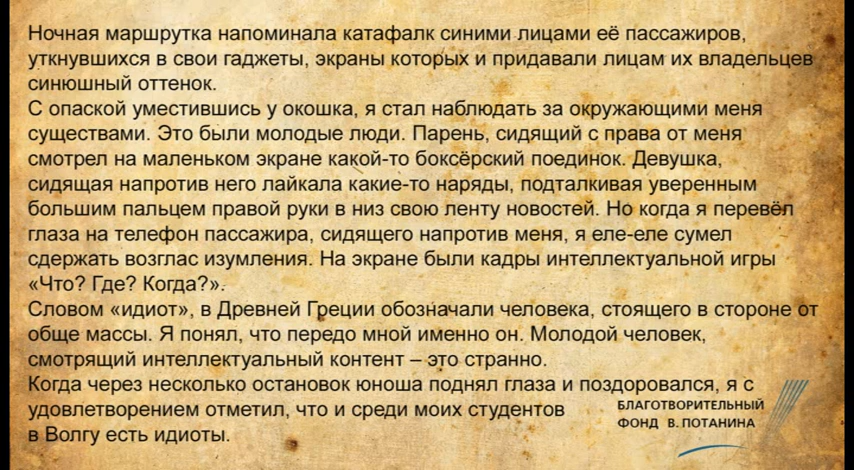 Ночная маршрутка напоминала катафалк синими лицами её пассажиров,
уткнувшихся в свои гаджеты, экраны которых и придавали лицам их владельцев
синюшный оттенок.
С опаской уместившись у окошка, я стал наблюдать за окружающими меня
существами. Это были молодые люди. Парень, сидящий с права от меня
смотрел на маленьком экране какой-то боксёрский поединок. Девушка,
сидящая напротив него лайкала какие-то наряды, подталкивая уверенным
большим пальцем правой руки в низ свою ленту новостей. Но когда я перевёл
глаза на телефон пассажира, сидящего напротив меня, я еле-еле сумел
сдержать возглас изумления. На экране были кадры интеллектуальной игры
«Что? Где? Когда?».
Словом «идиот», в Древней Греции обозначали человека, стоящего в стороне от
обще массы. Я понял, что передо мной именно он. Молодой человек,
смотрящий интеллектуальный контент – это странно.
Когда через несколько остановок юноша поднял глаза и поздоровался, я с
удовлетворением отметил, что и среди моих студентов
в Волгу есть идиоты.
БЛАГОТВОРИТЕЛЬНЫЙ
ФОНД В. ПОТАНИНА